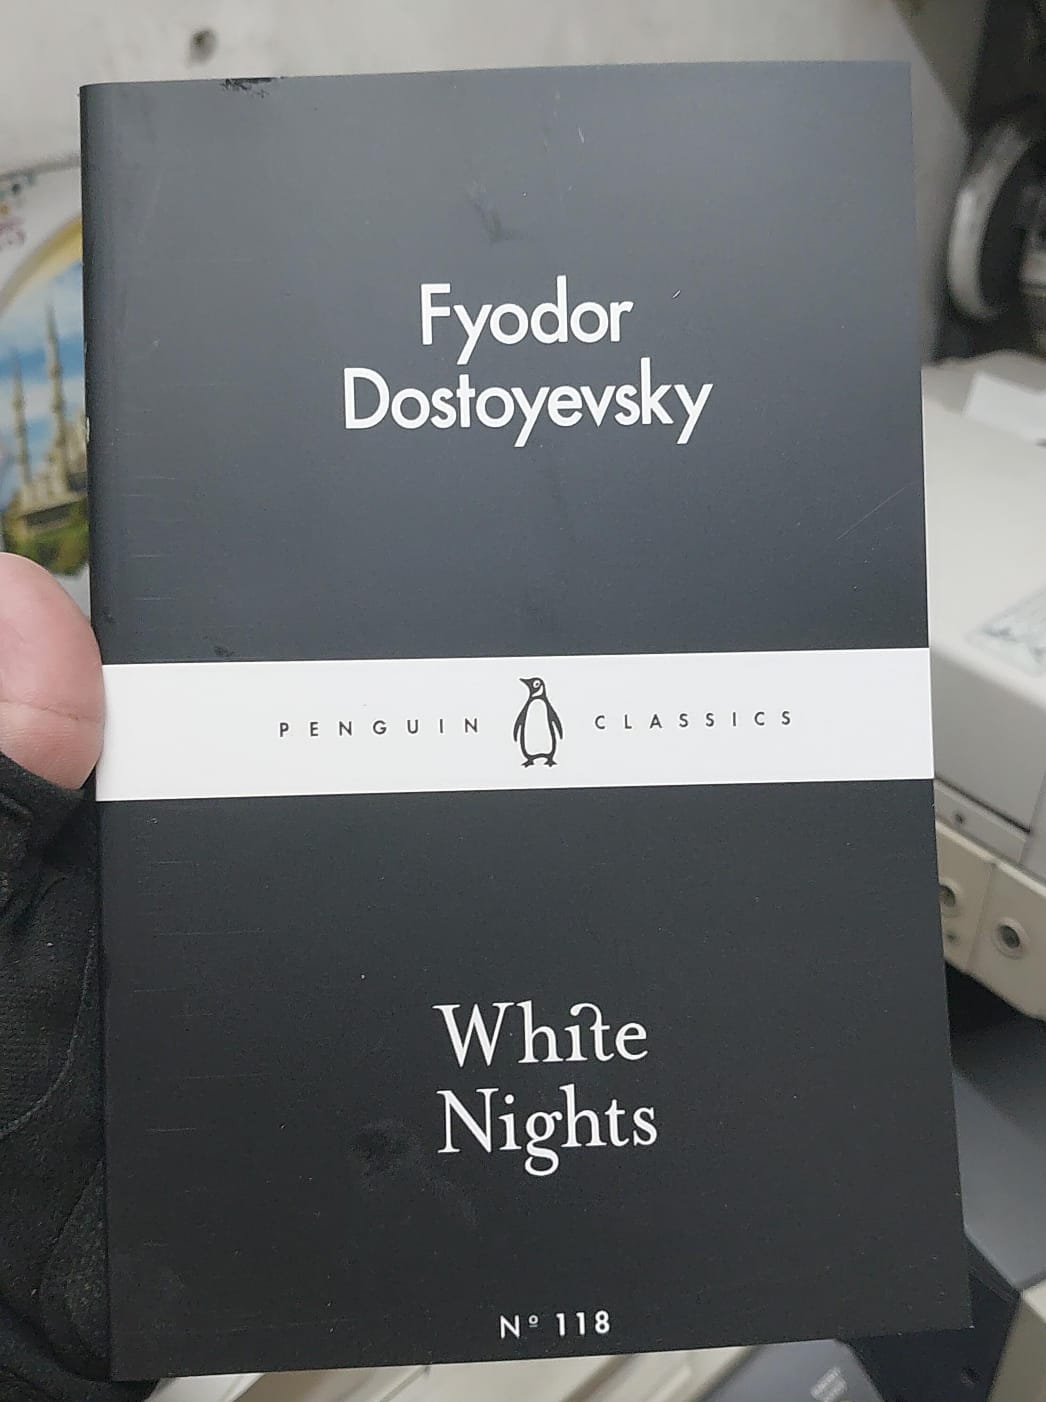 Fyodor
Dostoyevsky
PENGUIN CLASSICS
White
Nights
Nº 118